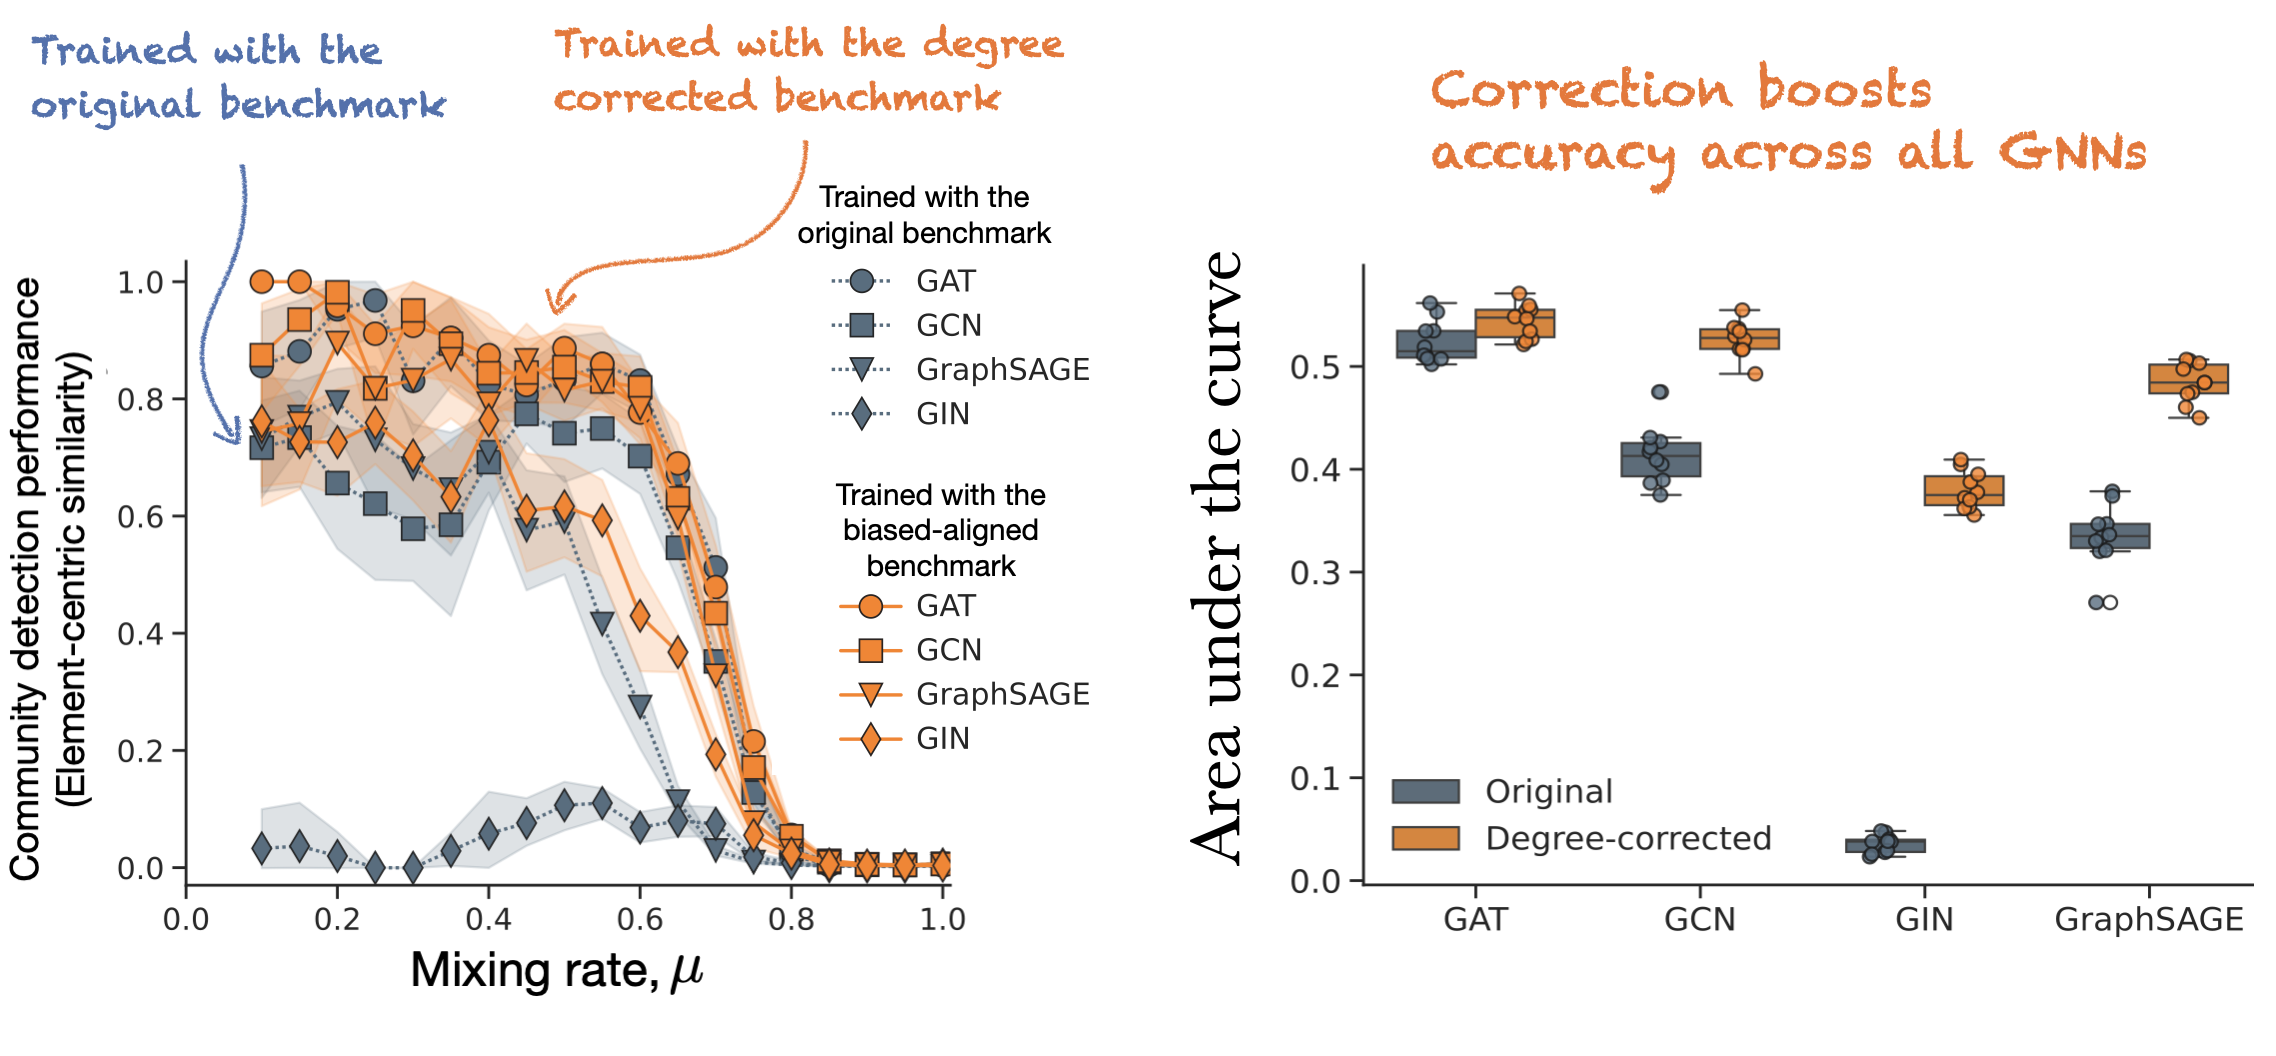 Trained with the
original benchmark
Trained with the degree
corrected benchmark
Correction boosts
accuracy across all GNNs
Community detection performance
(Element-centric similarity)
1.0
0.8
0.6
0.4
0.2
0.0
0.0
0.2
0.4
0.6
0.8
1.0
Mixing rate, μ
Trained with the
original benchmark
GAT
GCN
GraphSAGE
GIN
Trained with the
biased-aligned
benchmark
GAT
GCN
GraphSAGE
GIN
Area under the curve
0.5
0.4
0.3
0.2
0.1
0.0
Original
Degree-corrected
GAT
GCN
GIN
GraphSAGE